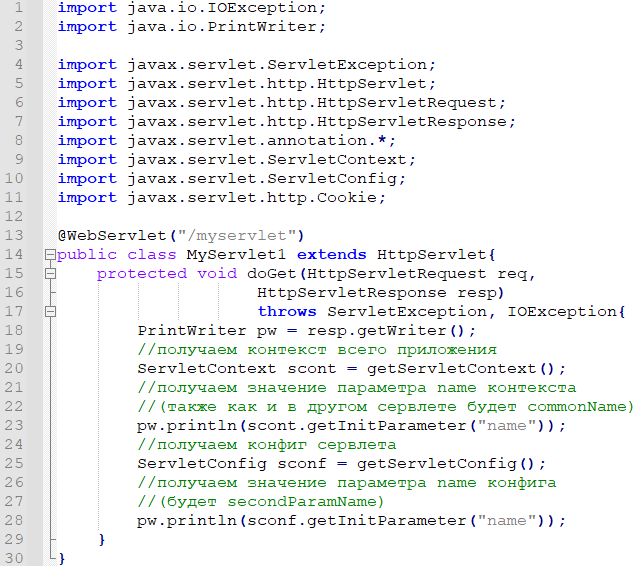 1 import java.io.IOException;
2 import java.io.PrintWriter;
3
4 import javax.servlet.ServletException;
5 import javax.servlet.http.HttpServlet;
6 import javax.servlet.http.HttpServletRequest;
7 import javax.servlet.http.HttpServletResponse;
8 import javax.servlet.annotation.*;
9 import javax.servlet.ServletContext;
10 import javax.servlet.ServletConfig;
11 import javax.servlet.http.Cookie;
12
13 @WebServlet("/myservlet")
14 public class MyServlet1 extends HttpServlet{
15     protected void doGet(HttpServletRequest req,
16                     HttpServletResponse resp)
17                     throws ServletException, IOException{
18         PrintWriter pw = resp.getWriter();
19         //получаем контекст всего приложения
20         ServletContext scont = getServletContext();
21         //получаем значение параметра name контекста
22         //(также как и в другом сервлете будет commonName)
23         pw.println(scont.getInitParameter("name"));
24         //получаем конфиг сервлета
25         ServletConfig sconf = getServletConfig();
26         //получаем значение параметра name конфига
27         //(будет secondParamName)
28         pw.println(sconf.getInitParameter("name"));
29     }
30 }